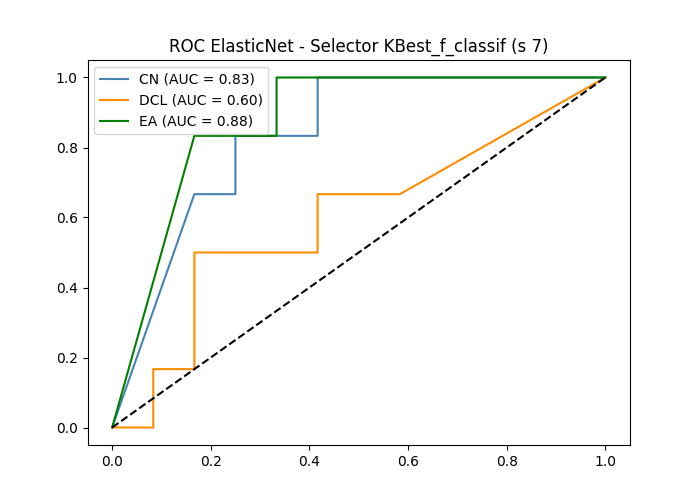 ROC ElasticNet - Selector KBest_f_classif (s 7)
CN (AUC = 0.83)
DCL (AUC = 0.60)
EA (AUC = 0.88)
1.0
0.8
0.6
0.4
0.2
0.0
0.0 0.2 0.4 0.6 0.8 1.0